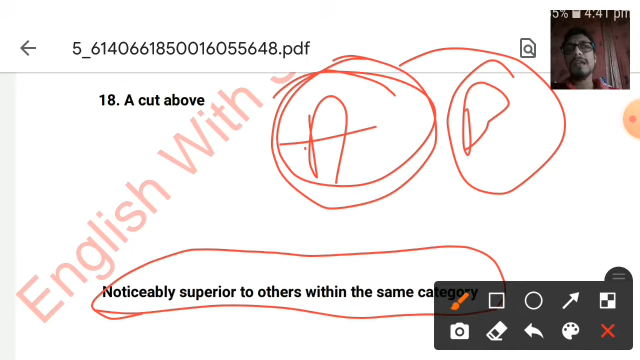 5% 4:41 pm
5_6140661850016055648.pdf
18. A cut above
A P
English With
Noticeably superior to others within the same category